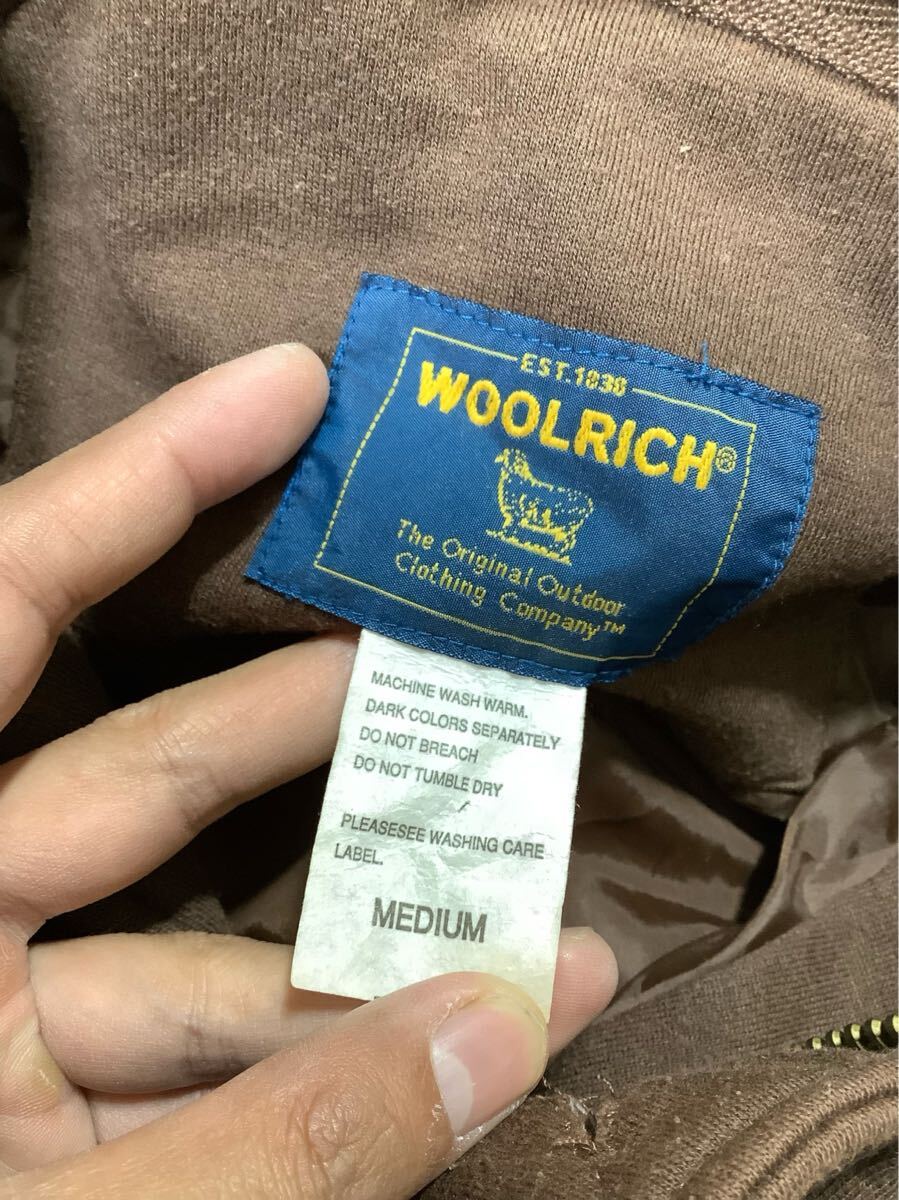 EST.1830
WOOLRICH®
The Original Outdoor
Clothing Company™
MACHINE WASH WARM.
DARK COLORS SEPARATELY
DO NOT BREACH
DO NOT TUMBLE DRY
PLEASESEE WASHING CARE
LABEL.
MEDIUM